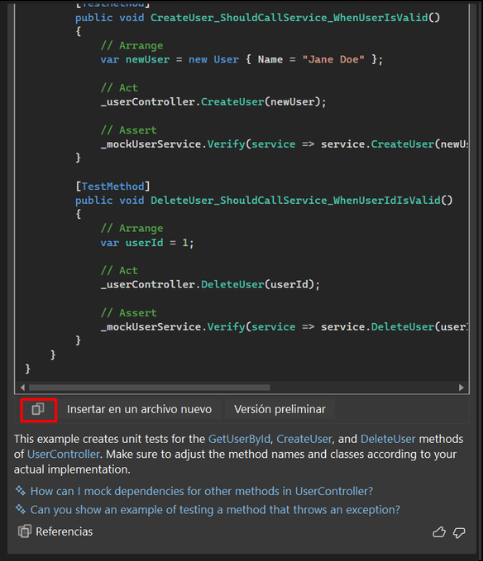 [TestMethod]
public void CreateUser_ShouldCallService_WhenUserIsValid()
{
// Arrange
var newUser = new User { Name = "Jane Doe" };
// Act
_userController.CreateUser(newUser);
// Assert
_mockUserService.Verify(service => service.CreateUser(newUs
}
[TestMethod]
public void DeleteUser_ShouldCallService_WhenUserIdIsValid()
{
// Arrange
var userId = 1;
// Act
_userController.DeleteUser(userId);
// Assert
_mockUserService.Verify(service => service.DeleteUser(userI
}
}
}
Insertar en un archivo nuevo Versión preliminar
This example creates unit tests for the GetUserById, CreateUser, and DeleteUser methods
of UserController. Make sure to adjust the method names and classes according to your
actual implementation.
How can I mock dependencies for other methods in UserController?
Can you show an example of testing a method that throws an exception?
Referencias